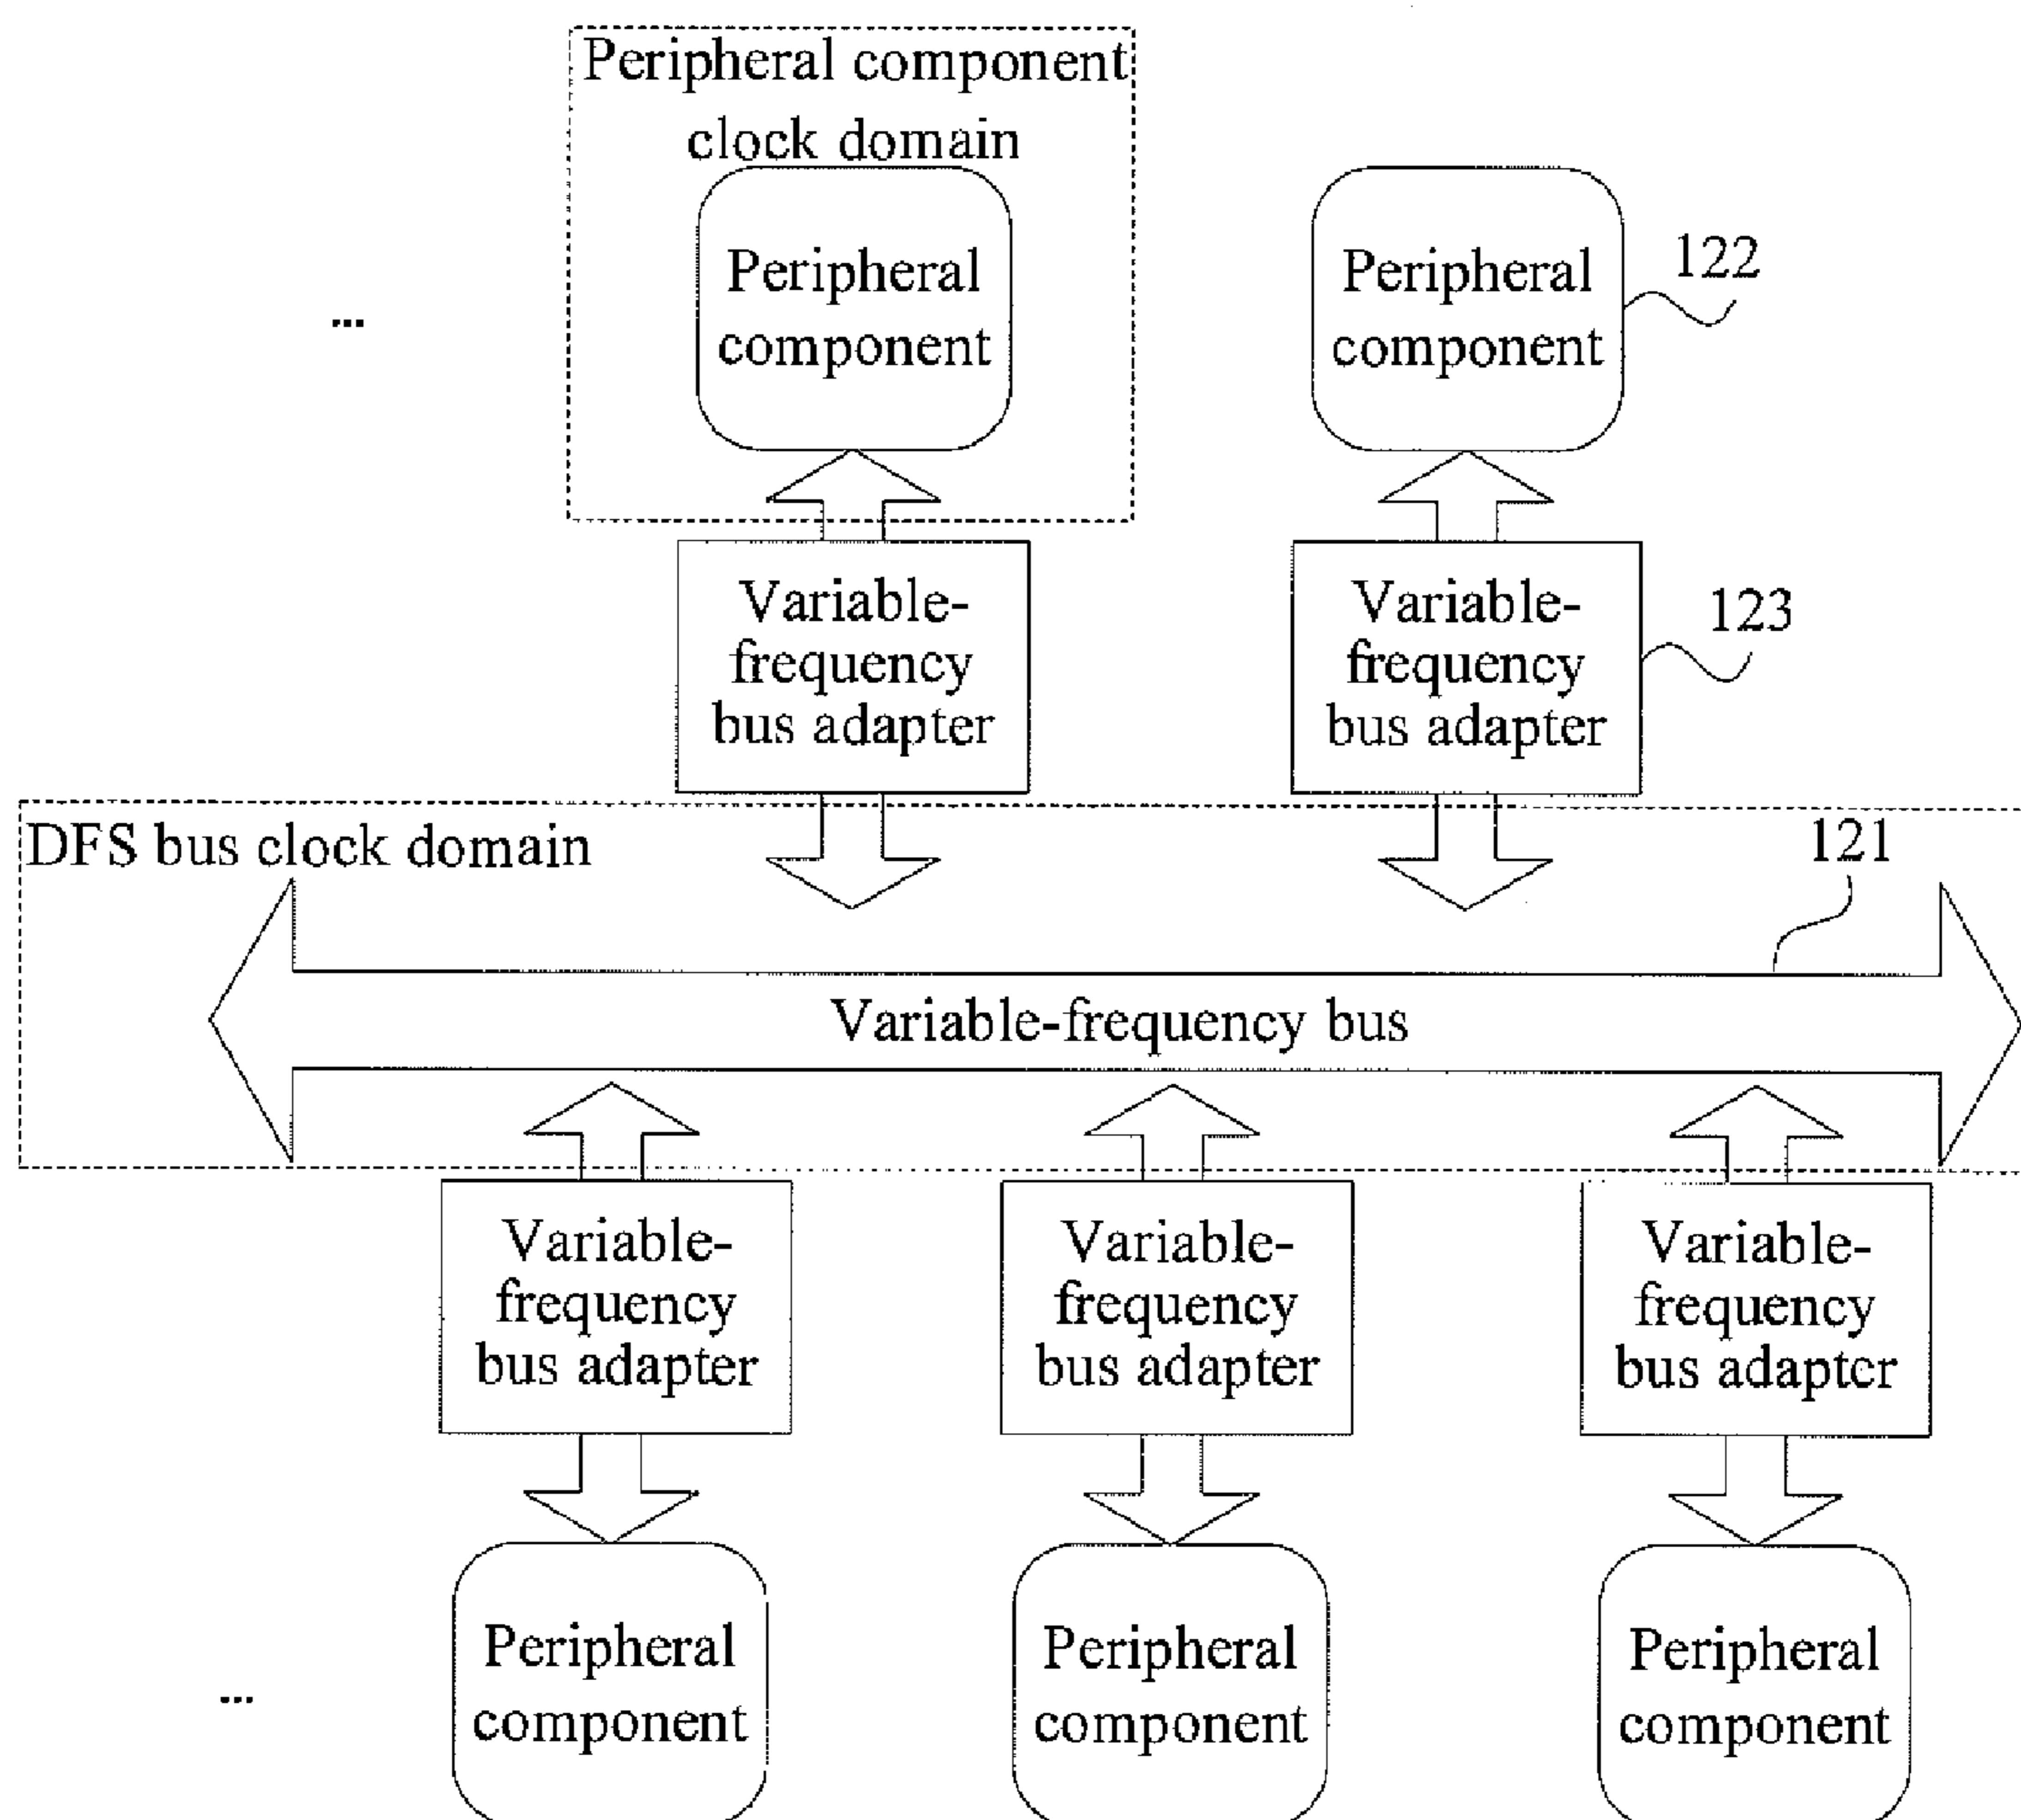 Peripheral component
clock domain
Peripheral
component
Peripheral
component
122
...
Variable-
frequency
bus adapter
Variable-
frequency
bus adapter
123
DFS bus clock domain
121
Variable-frequency bus
Variable-
frequency
bus adapter
Variable-
frequency
bus adapter
Variable-
frequency
bus adapter
...
Peripheral
component
Peripheral
component
Peripheral
component